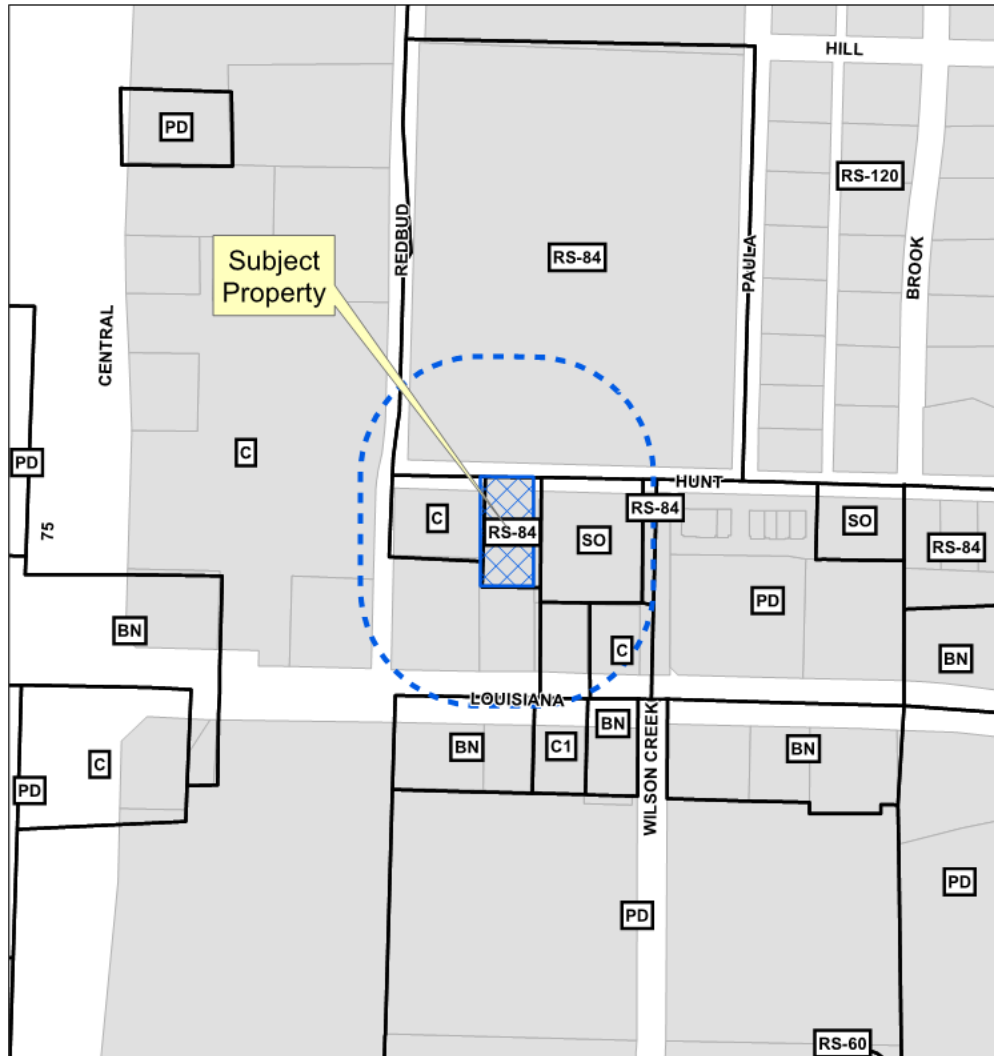 HILL
PD
RS-120
REDBUD
PAULA
BROOK
Subject
Property
RS-84
CENTRAL
C
PD
75
HUNT
C
RS-84
RS-84
SO
SO
RS-84
PD
BN
C
BN
LOUISIANA
BN
C1
BN
BN
WILSON CREEK
C
PD
PD
PD
RS-60